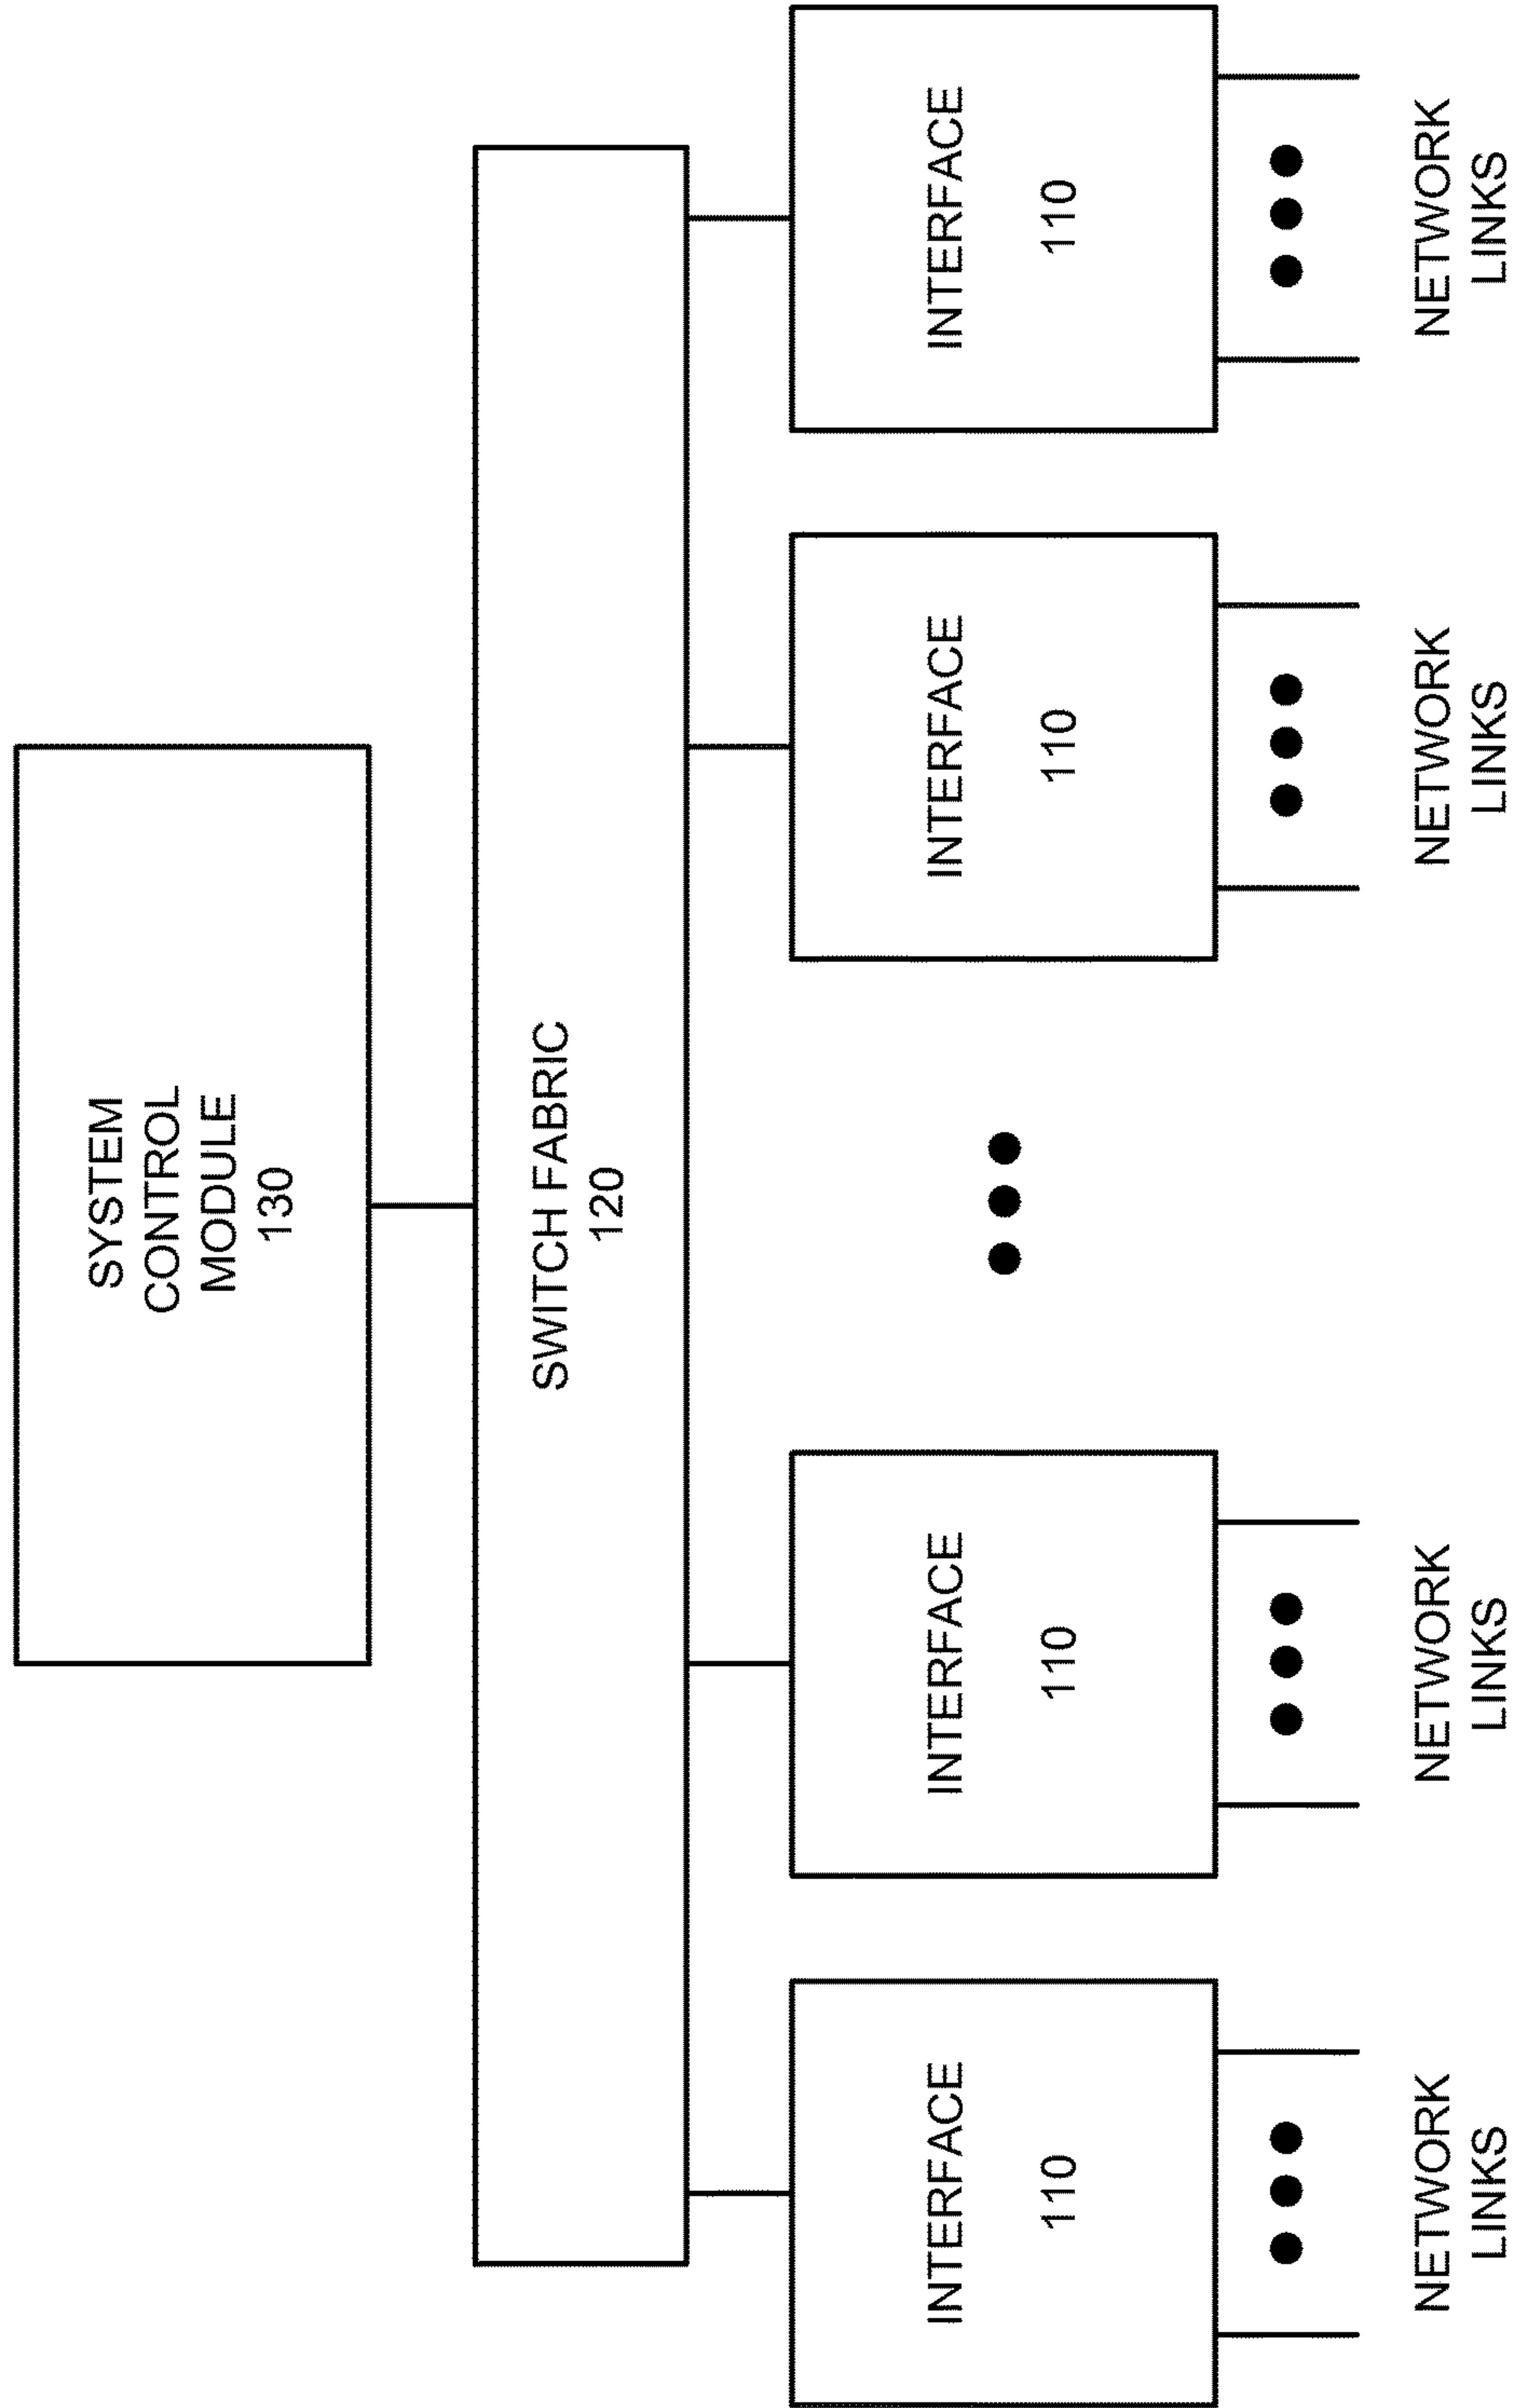 SYSTEM
CONTROL
MODULE
130
SWITCH FABRIC
120
INTERFACE
110
INTERFACE
110
INTERFACE
110
INTERFACE
110
NETWORK
LINKS
NETWORK
LINKS
NETWORK
LINKS
NETWORK
LINKS